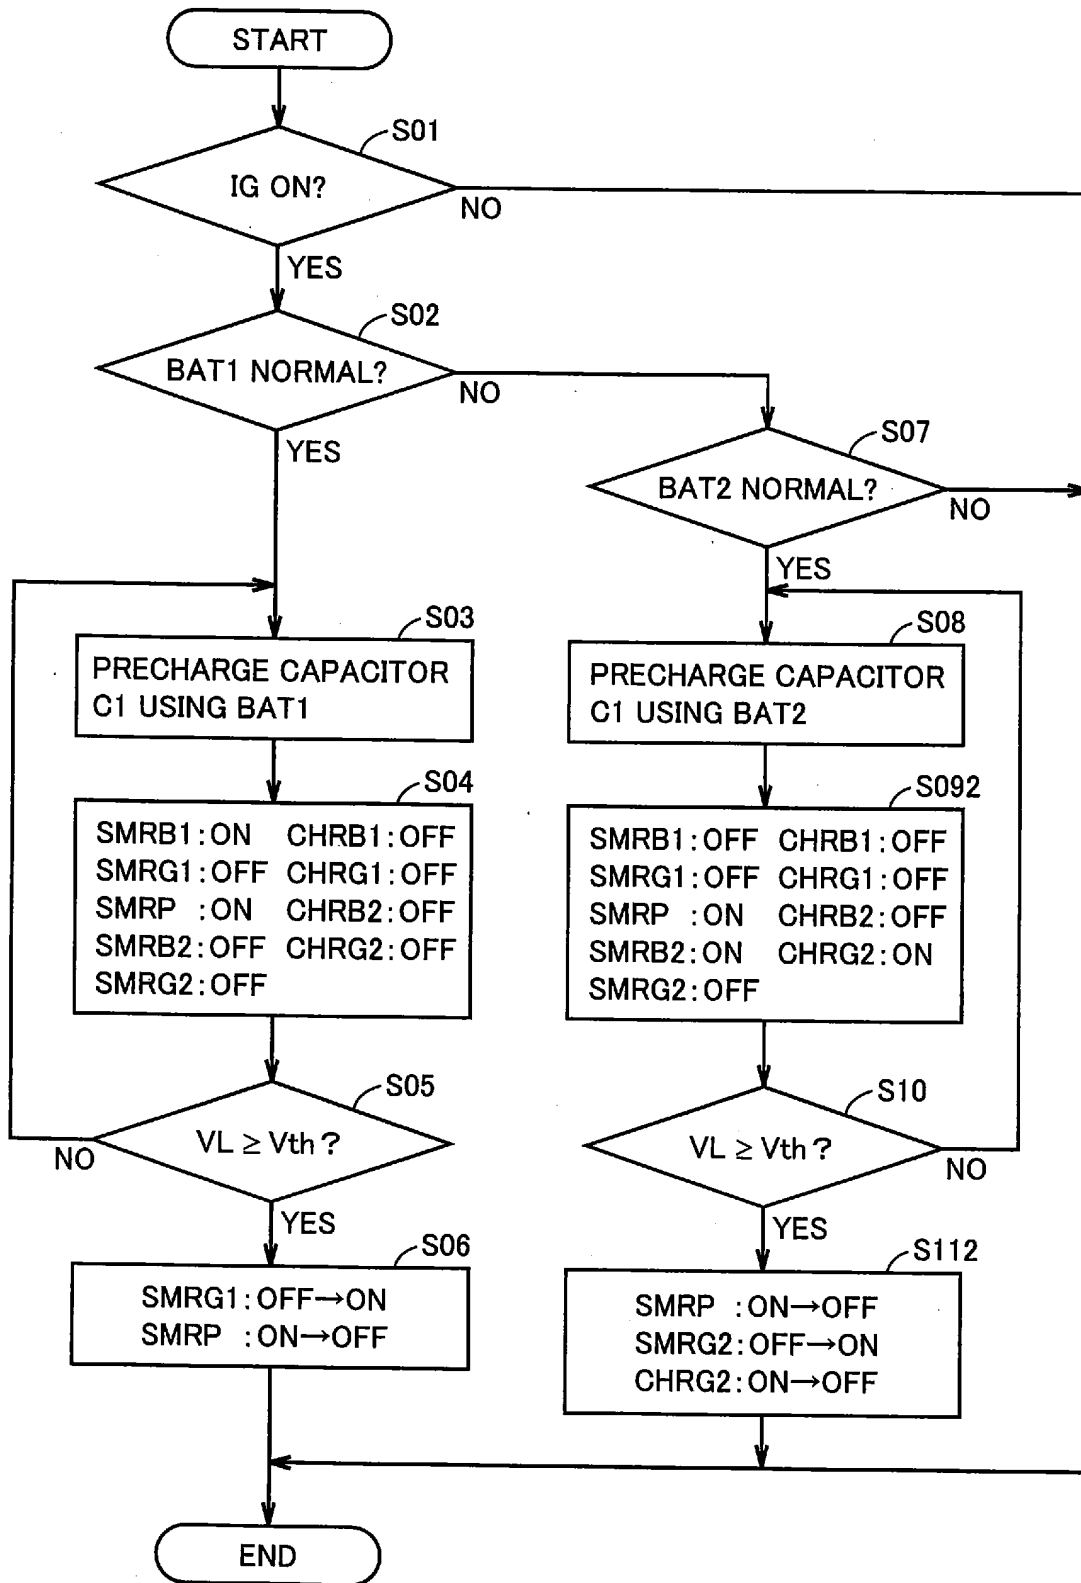 START
S01
IG ON?
NO
YES
S02
BAT1 NORMAL?
NO
YES
S07
BAT2 NORMAL?
NO
YES
S03
PRECHARGE CAPACITOR
C1 USING BAT1
S04
SMRB1:ON CHRB1:OFF
SMRG1:OFF CHRG1:OFF
SMRP :ON CHRB2:OFF
SMRB2:OFF CHRG2:OFF
SMRG2:OFF
S05
VL ≥ Vth ?
NO
YES
S06
SMRG1:OFF→ON
SMRP :ON→OFF
S08
PRECHARGE CAPACITOR
C1 USING BAT2
S092
SMRB1:OFF CHRB1:OFF
SMRG1:OFF CHRG1:OFF
SMRP :ON CHRB2:OFF
SMRB2:ON CHRG2:ON
SMRG2:OFF
S10
VL ≥ Vth ?
NO
YES
S112
SMRP :ON→OFF
SMRG2:OFF→ON
CHRG2:ON→OFF
END